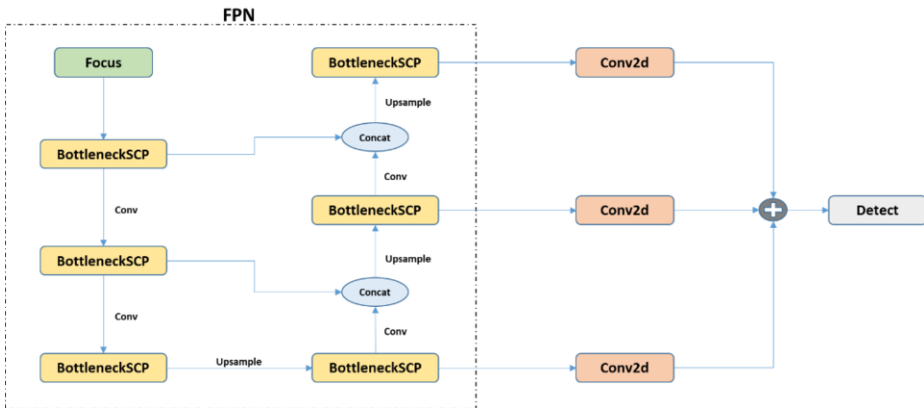 FPN
Focus
BottleneckSCP
Conv2d
Upsample
Concat
BottleneckSCP
Conv
Conv
BottleneckSCP
Conv2d
Detect
BottleneckSCP
Upsample
Concat
Conv
Conv
BottleneckSCP
Upsample
BottleneckSCP
Conv2d